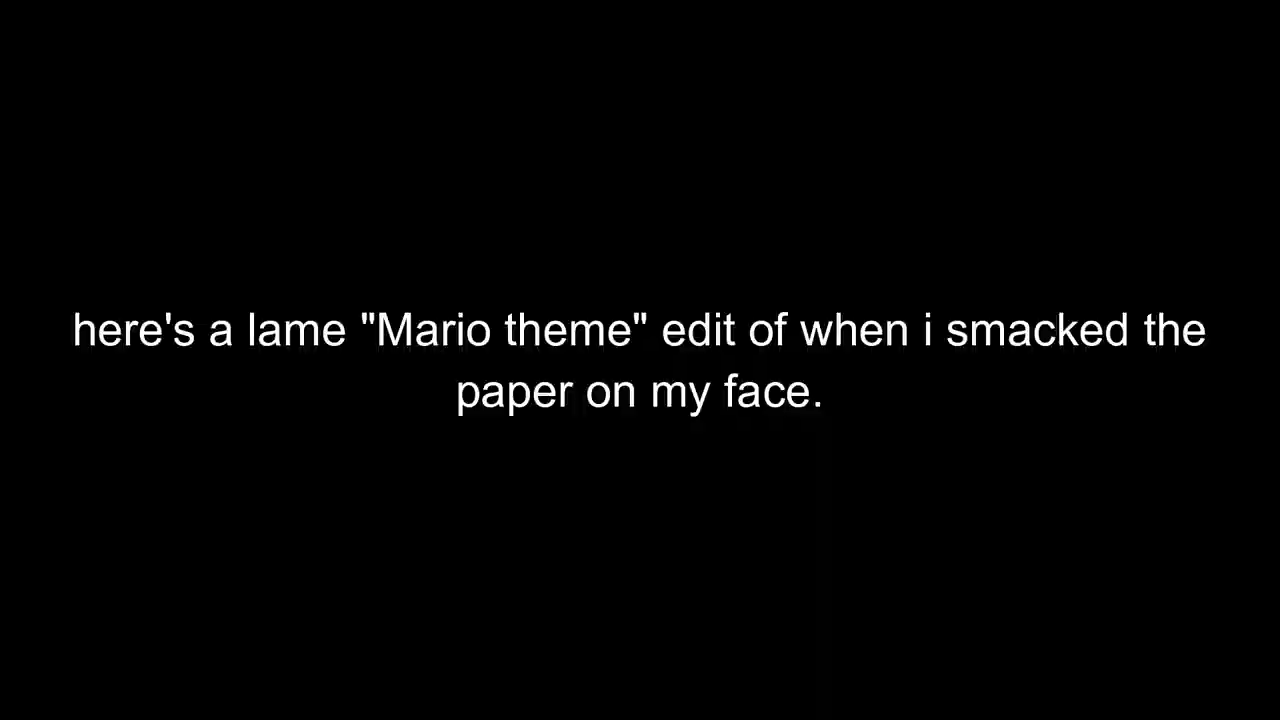 here's a lame "Mario theme" edit of when i smacked the
paper on my face.